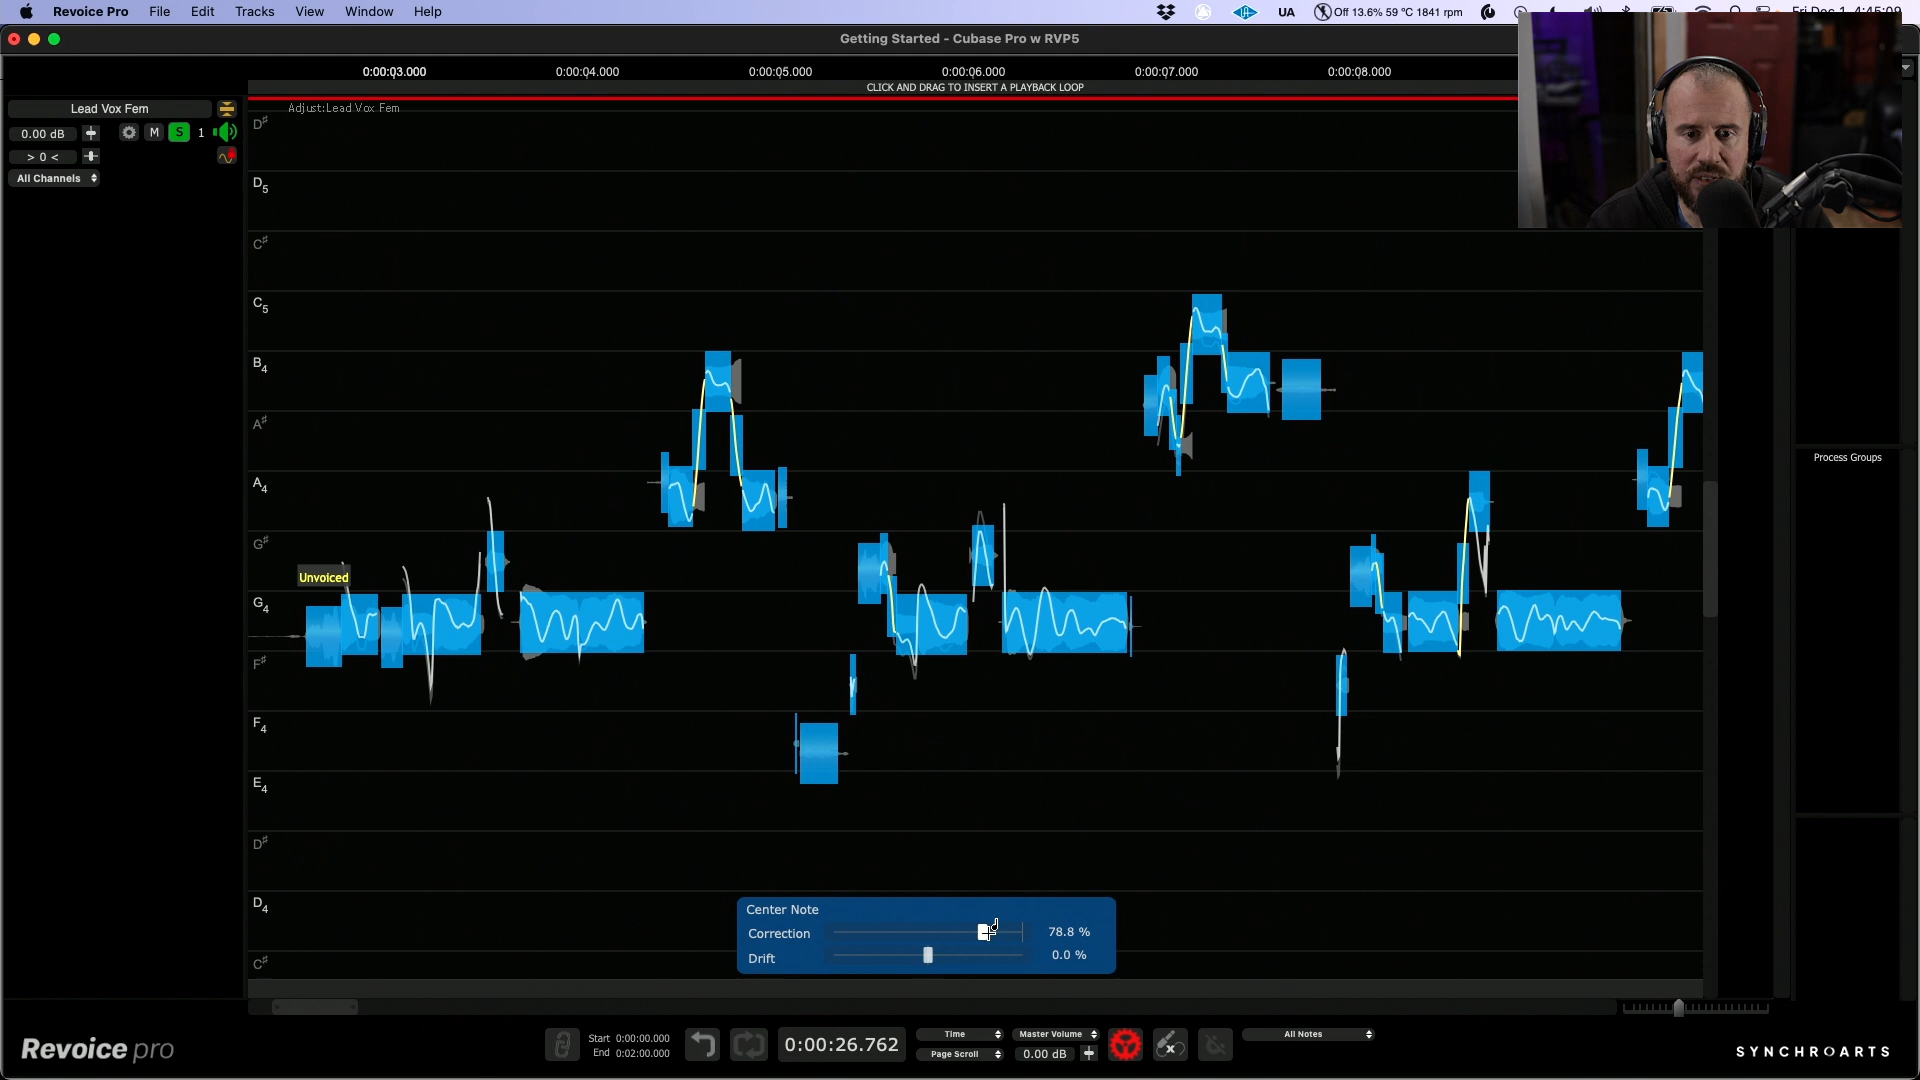 Revoice Pro File Edit Tracks View Window Help
UA Off 13.6% 59 °C 1841 rpm
Getting Started - Cubase Pro w RVP5
0:00:03.000 0:00:04.000 0:00:05.000 0:00:06.000 0:00:07.000 0:00:08.000
CLICK AND DRAG TO INSERT A PLAYBACK LOOP
Lead Vox Fem
Adjust:Lead Vox Fem
0.00 dB M S 1
> 0 <
All Channels
D♯
D5
C♯
C5
B4
A♯
Process Groups
A4
G♯
Unvoiced
G4
F♯
F4
E4
D♯
D4
C♯
Center Note
Correction 78.8 %
Drift 0.0 %
Revoice pro
Start 0:00:00.000
End 0:02:00.000
0:00:26.762
Time
Page Scroll
Master Volume
0.00 dB
All Notes
SYNCHROARTS